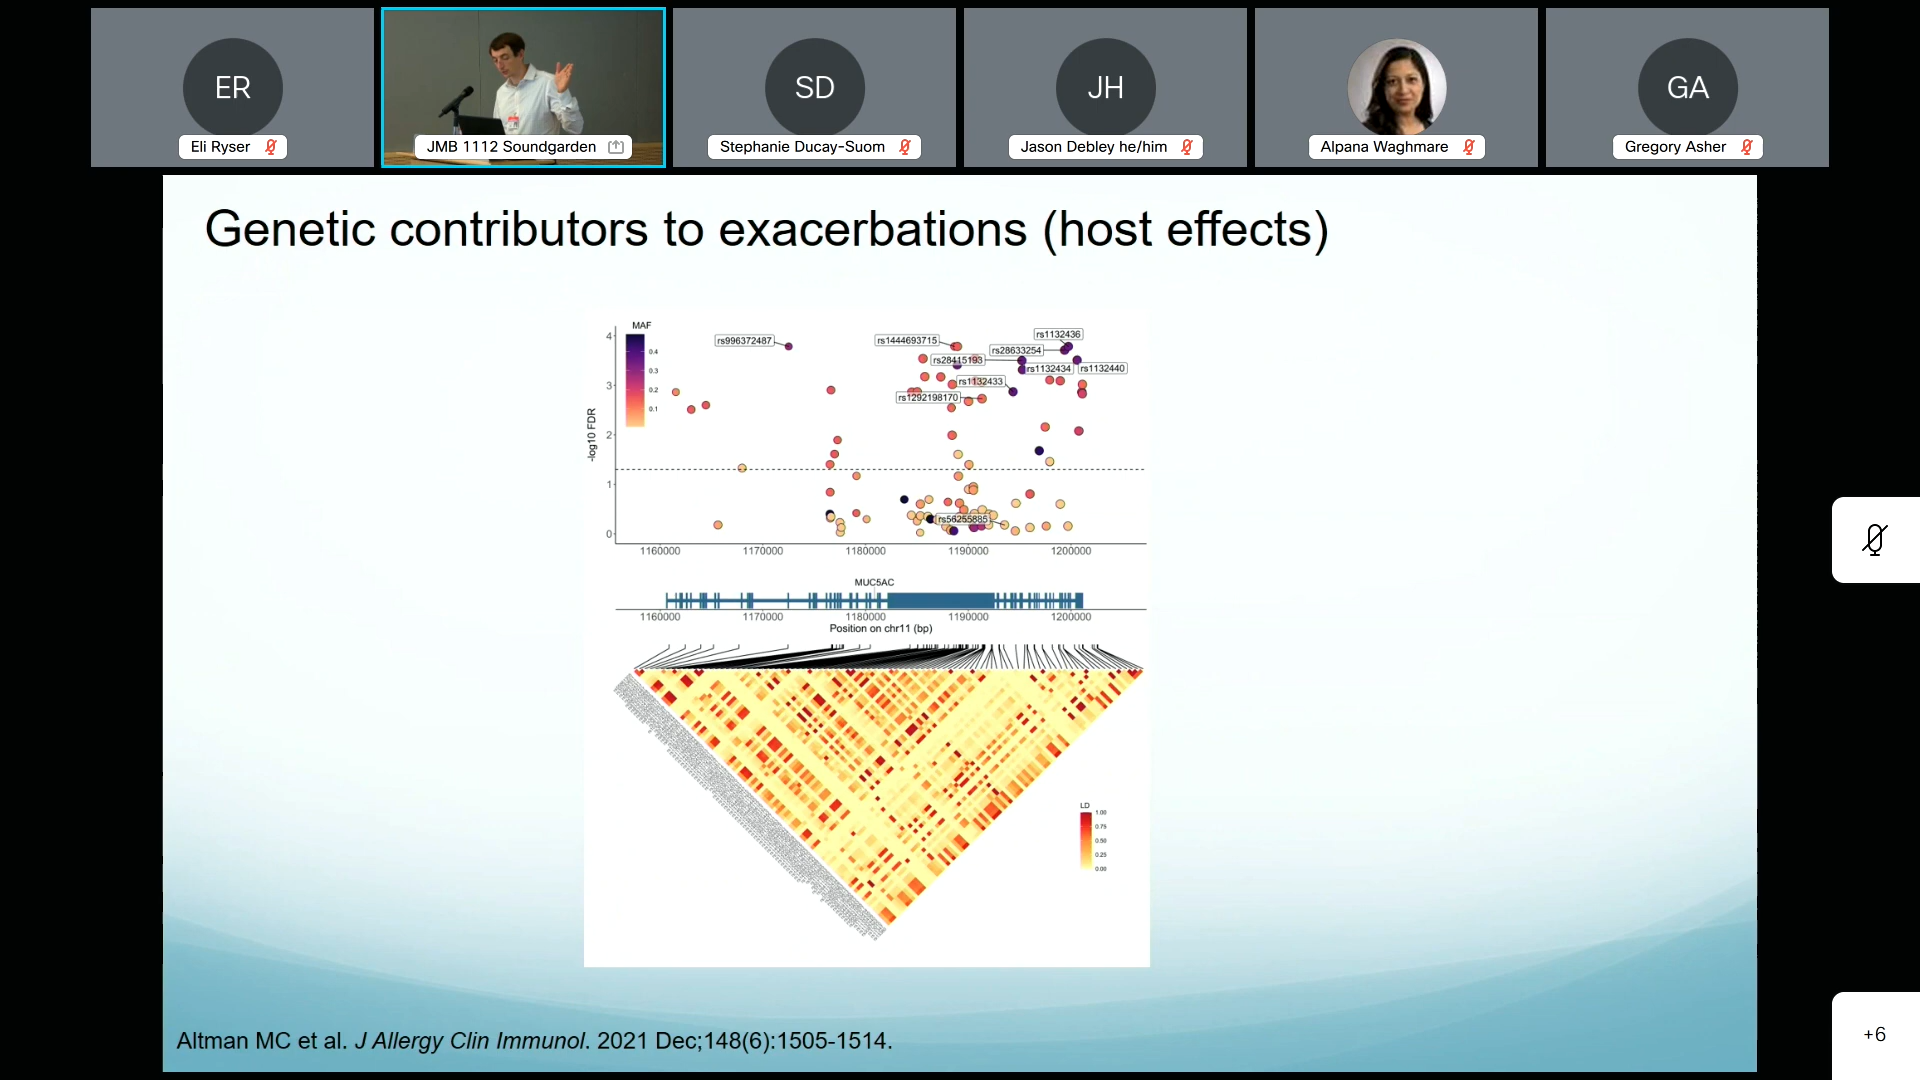 ER
SD
JH
GA
Eli Ryser
JMB 1112 Soundgarden
Stephanie Ducay-Suom
Jason Debley he/him
Alpana Waghmare
Gregory Asher
Genetic contributors to exacerbations (host effects)
MAF
0.4
0.3
0.2
0.1
-log10 FDR
4
3
2
1
0
rs996372487
rs1444693715
rs1132436
rs28633254
rs28415193
rs1132434
rs1132440
rs1132433
rs1292198170
rs56255885
1160000 1170000 1180000 1190000 1200000
MUC5AC
1160000 1170000 1180000 1190000 1200000
Position on chr11 (bp)
LD
1.00
0.75
0.50
0.25
0.00
Altman MC et al. J Allergy Clin Immunol. 2021 Dec;148(6):1505-1514.
+6